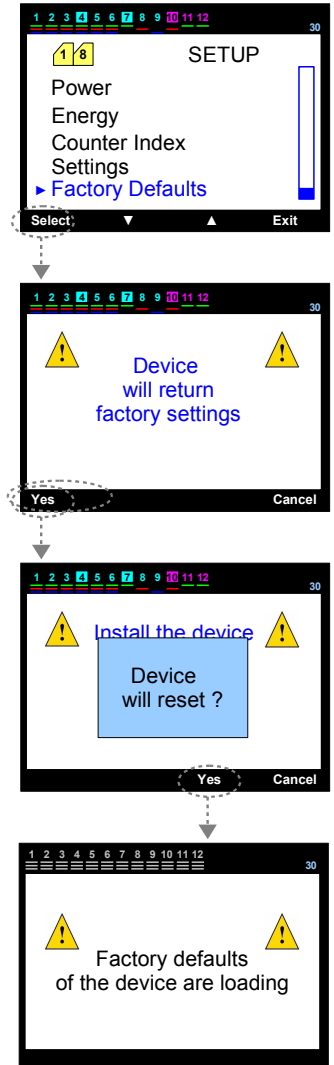 1 2 3 4 5 6 7 8 9 10 11 12
30
1 8 SETUP
Power
Energy
Counter Index
Settings
► Factory Defaults
Select ▼ ▲ Exit
1 2 3 4 5 6 7 8 9 10 11 12
30
! !
Device
will return
factory settings
Yes Cancel
1 2 3 4 5 6 7 8 9 10 11 12
30
! Install the device !
Device
will reset ?
Yes Cancel
1 2 3 4 5 6 7 8 9 10 11 12
30
! !
Factory defaults
of the device are loading